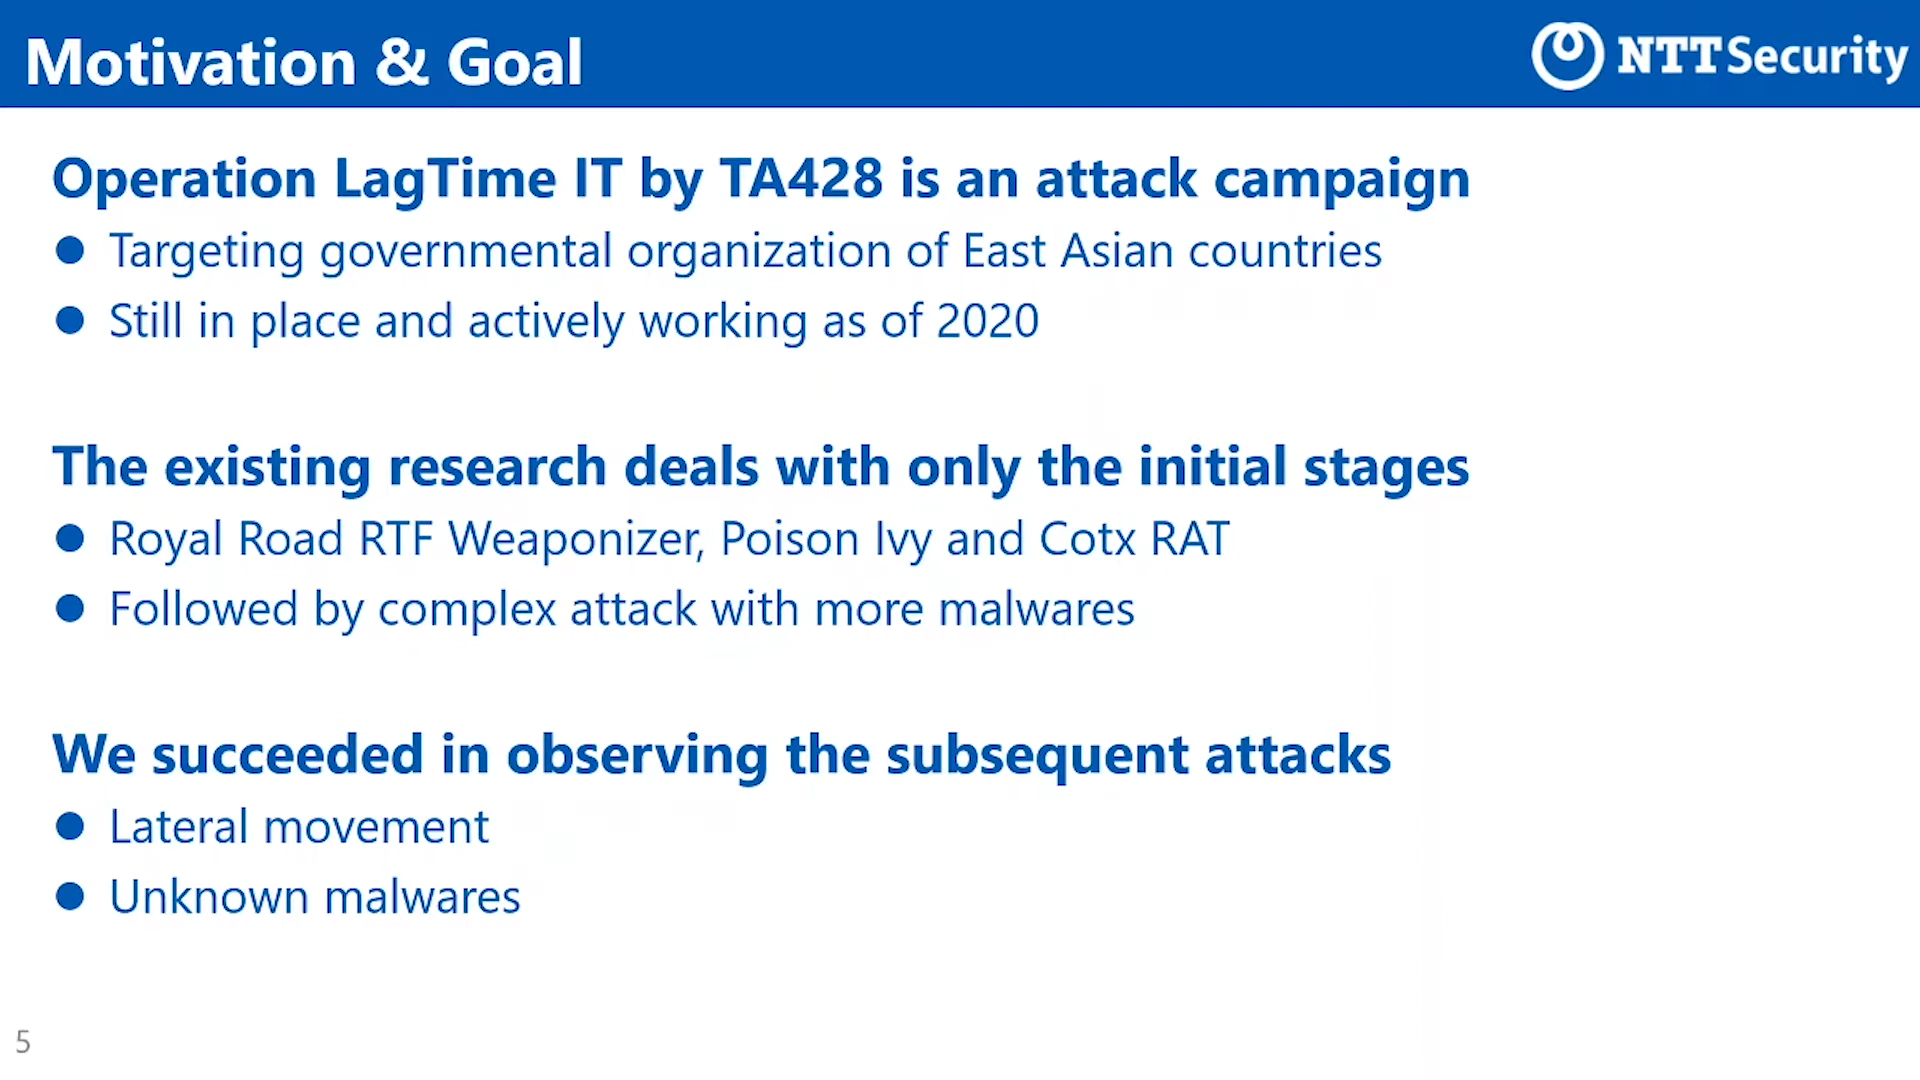 Motivation & Goal
NTT Security
Operation LagTime IT by TA428 is an attack campaign
● Targeting governmental organization of East Asian countries
● Still in place and actively working as of 2020
The existing research deals with only the initial stages
● Royal Road RTF Weaponizer, Poison Ivy and Cotx RAT
● Followed by complex attack with more malwares
We succeeded in observing the subsequent attacks
● Lateral movement
● Unknown malwares
5